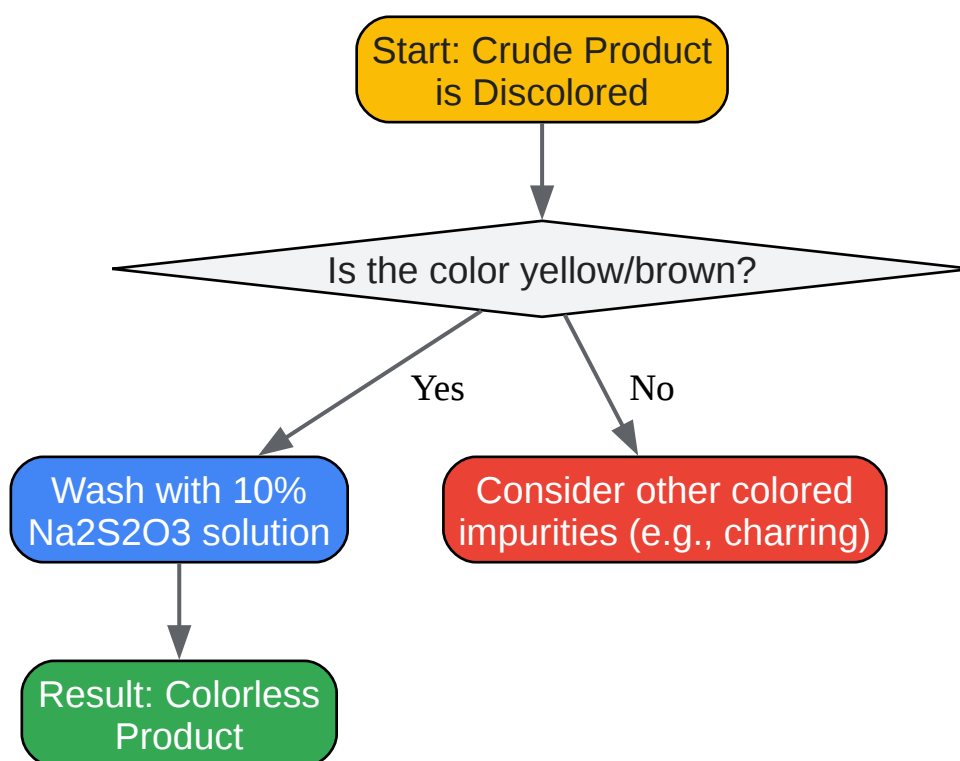 Start: Crude Product
is Discolored
Is the color yellow/brown?
Yes
No
Wash with 10%
Na2S2O3 solution
Consider other colored
impurities (e.g., charring)
Result: Colorless
Product